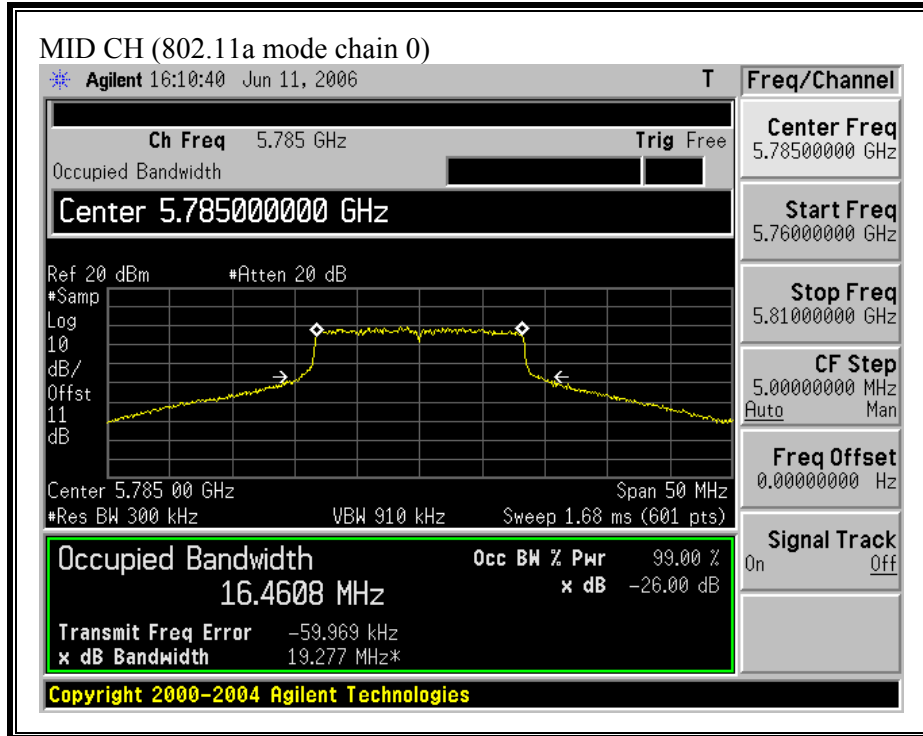 MID CH (802.11a mode chain 0)
Agilent 16:10:40 Jun 11, 2006 T
Freq/Channel
Ch Freq 5.785 GHz Trig Free
Occupied Bandwidth
Center 5.785000000 GHz
Ref 20 dBm #Atten 20 dB
#Samp
Log
10
dB/
Offst
11
dB
Center 5.785 00 GHz Span 50 MHz
#Res BW 300 kHz VBW 910 kHz Sweep 1.68 ms (601 pts)
Occupied Bandwidth Occ BW % Pwr 99.00 %
16.4608 MHz x dB -26.00 dB
Transmit Freq Error -59.969 kHz
x dB Bandwidth 19.277 MHz*
Center Freq
5.78500000 GHz
Start Freq
5.76000000 GHz
Stop Freq
5.81000000 GHz
CF Step
5.00000000 MHz
Auto Man
Freq Offset
0.00000000 Hz
Signal Track
On Off
Copyright 2000-2004 Agilent Technologies